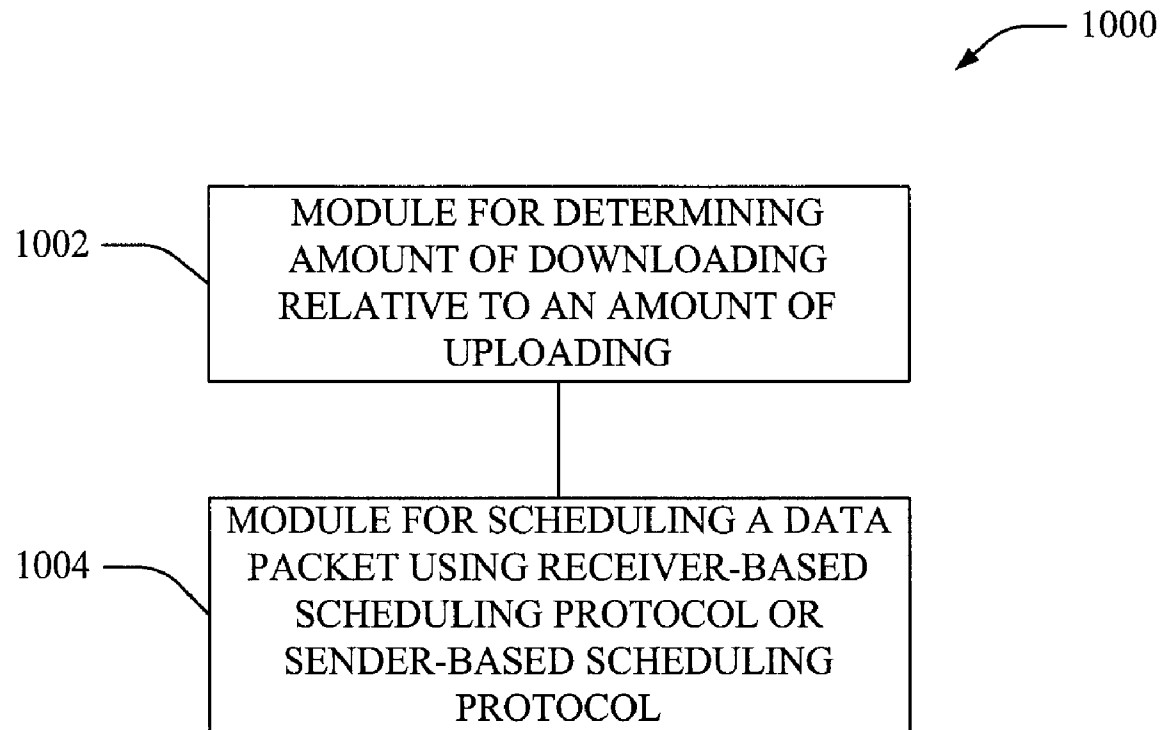 1000
1002
MODULE FOR DETERMINING
AMOUNT OF DOWNLOADING
RELATIVE TO AN AMOUNT OF
UPLOADING
1004
MODULE FOR SCHEDULING A DATA
PACKET USING RECEIVER-BASED
SCHEDULING PROTOCOL OR
SENDER-BASED SCHEDULING
PROTOCOL